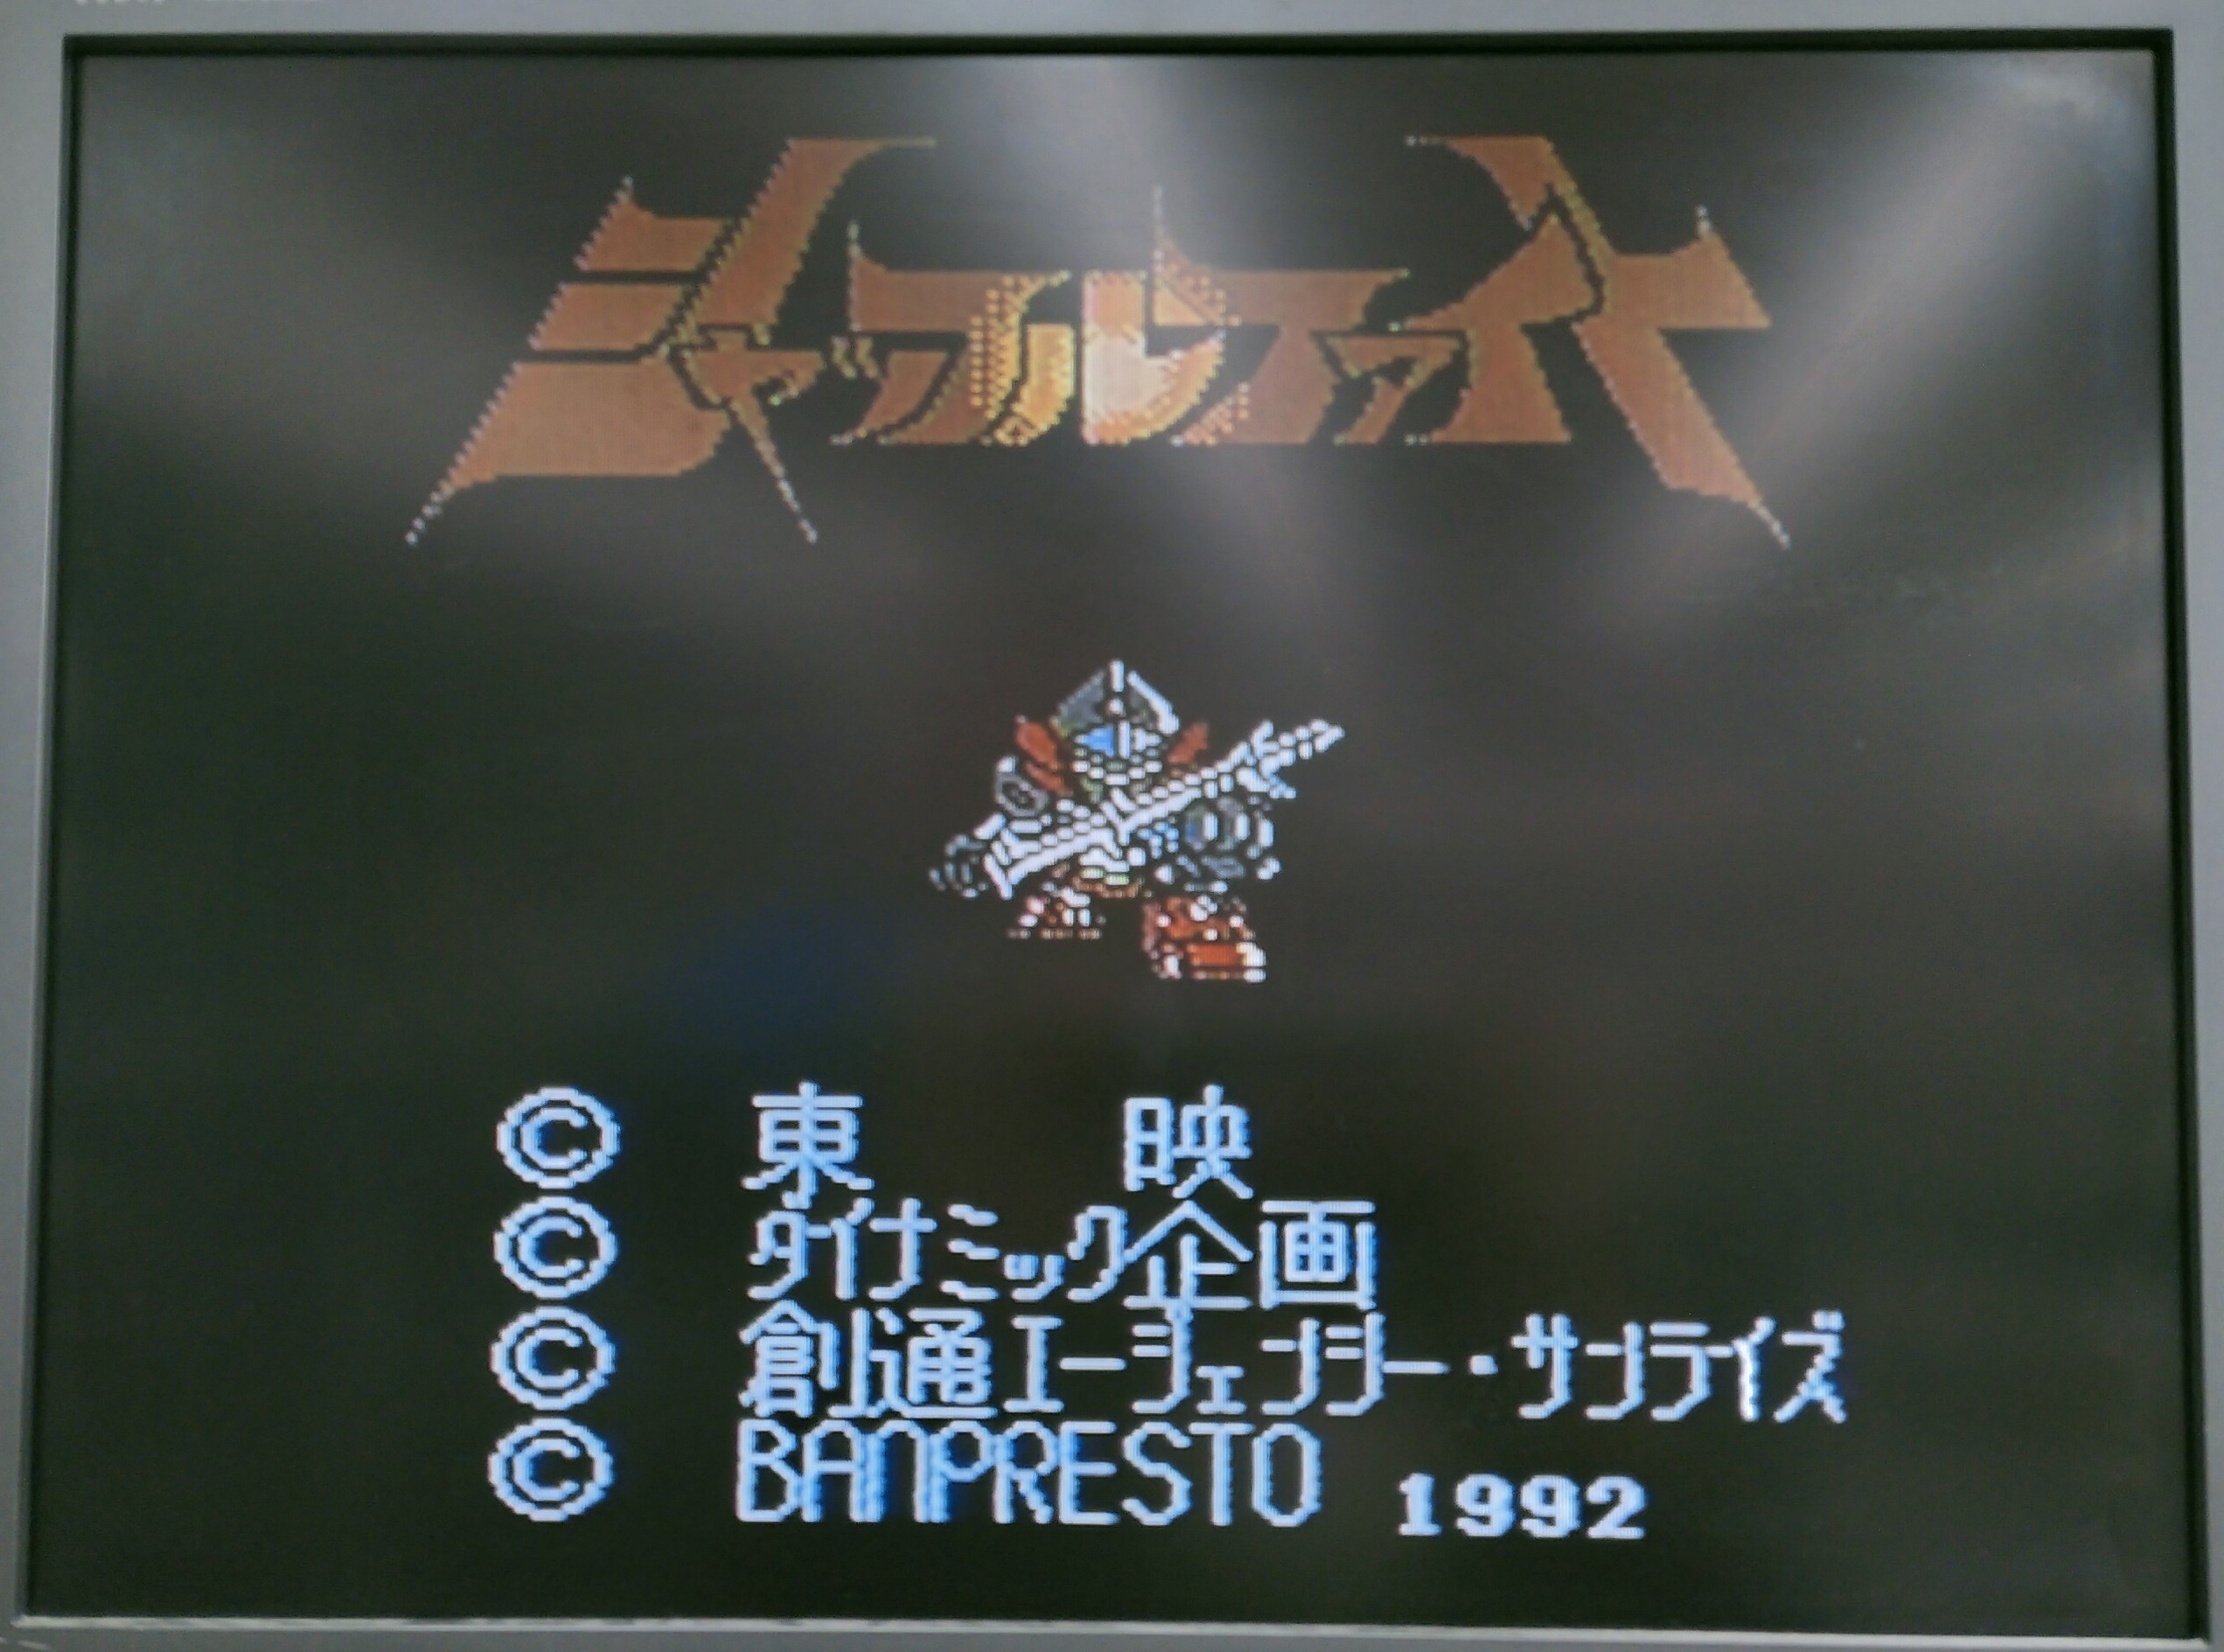 シャッフルファイト
© 東 映
© ダイナミック企画
© 創通エージェンシー・サンライズ
© BANPRESTO 1992